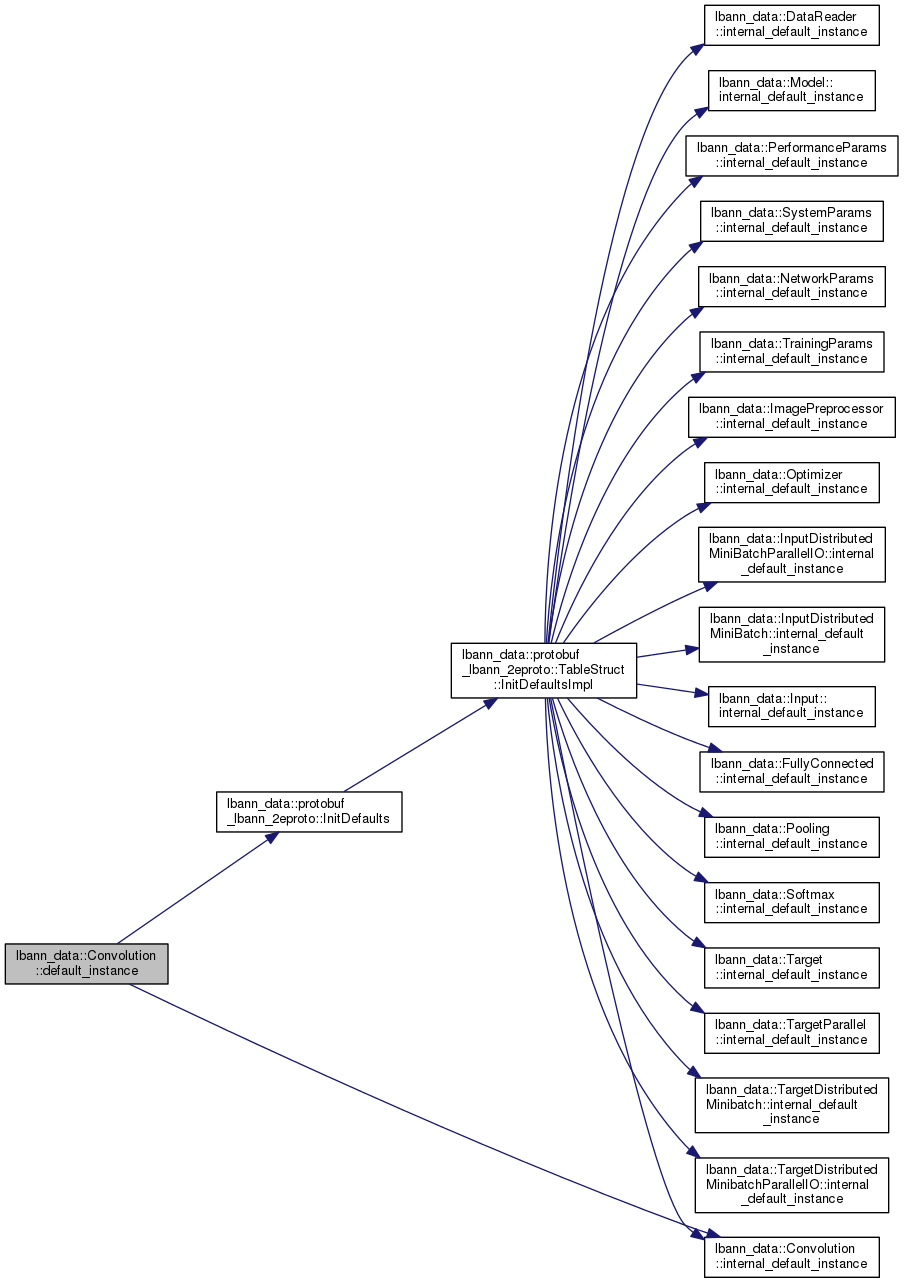 lbann_data::DataReader
::internal_default_instance
lbann_data::Model::
internal_default_instance
lbann_data::PerformanceParams
::internal_default_instance
lbann_data::SystemParams
::internal_default_instance
lbann_data::NetworkParams
::internal_default_instance
lbann_data::TrainingParams
::internal_default_instance
lbann_data::ImagePreprocessor
::internal_default_instance
lbann_data::Optimizer
::internal_default_instance
lbann_data::InputDistributed
MiniBatchParallelIO::internal
_default_instance
lbann_data::InputDistributed
MiniBatch::internal_default
_instance
lbann_data::protobuf
_lbann_2eproto::TableStruct
::InitDefaultsImpl
lbann_data::Input::
internal_default_instance
lbann_data::FullyConnected
::internal_default_instance
lbann_data::protobuf
_lbann_2eproto::InitDefaults
lbann_data::Pooling
::internal_default_instance
lbann_data::Softmax
::internal_default_instance
lbann_data::Convolution
::default_instance
lbann_data::Target
::internal_default_instance
lbann_data::TargetParallel
::internal_default_instance
lbann_data::TargetDistributed
Minibatch::internal_default
_instance
lbann_data::TargetDistributed
MinibatchParallelIO::internal
_default_instance
lbann_data::Convolution
::internal_default_instance